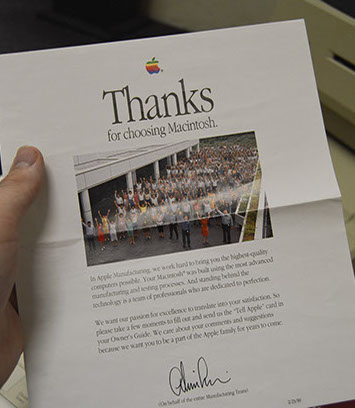 Thanks
for choosing Macintosh.
In Apple Manufacturing, we work hard to bring you the highest-quality
computers possible. Your Macintosh® was built using the most advanced
manufacturing and testing processes. And standing behind the
technology is a team of professionals who are dedicated to perfection.
We want our passion for excellence to translate into your satisfaction. So
please take a few moments to fill out and send us the "Tell Apple" card in
your Owner's Guide. We care about your comments and suggestions
because we want you to be a part of the Apple family for years to come
(On behalf of the entire Manufacturing Team)